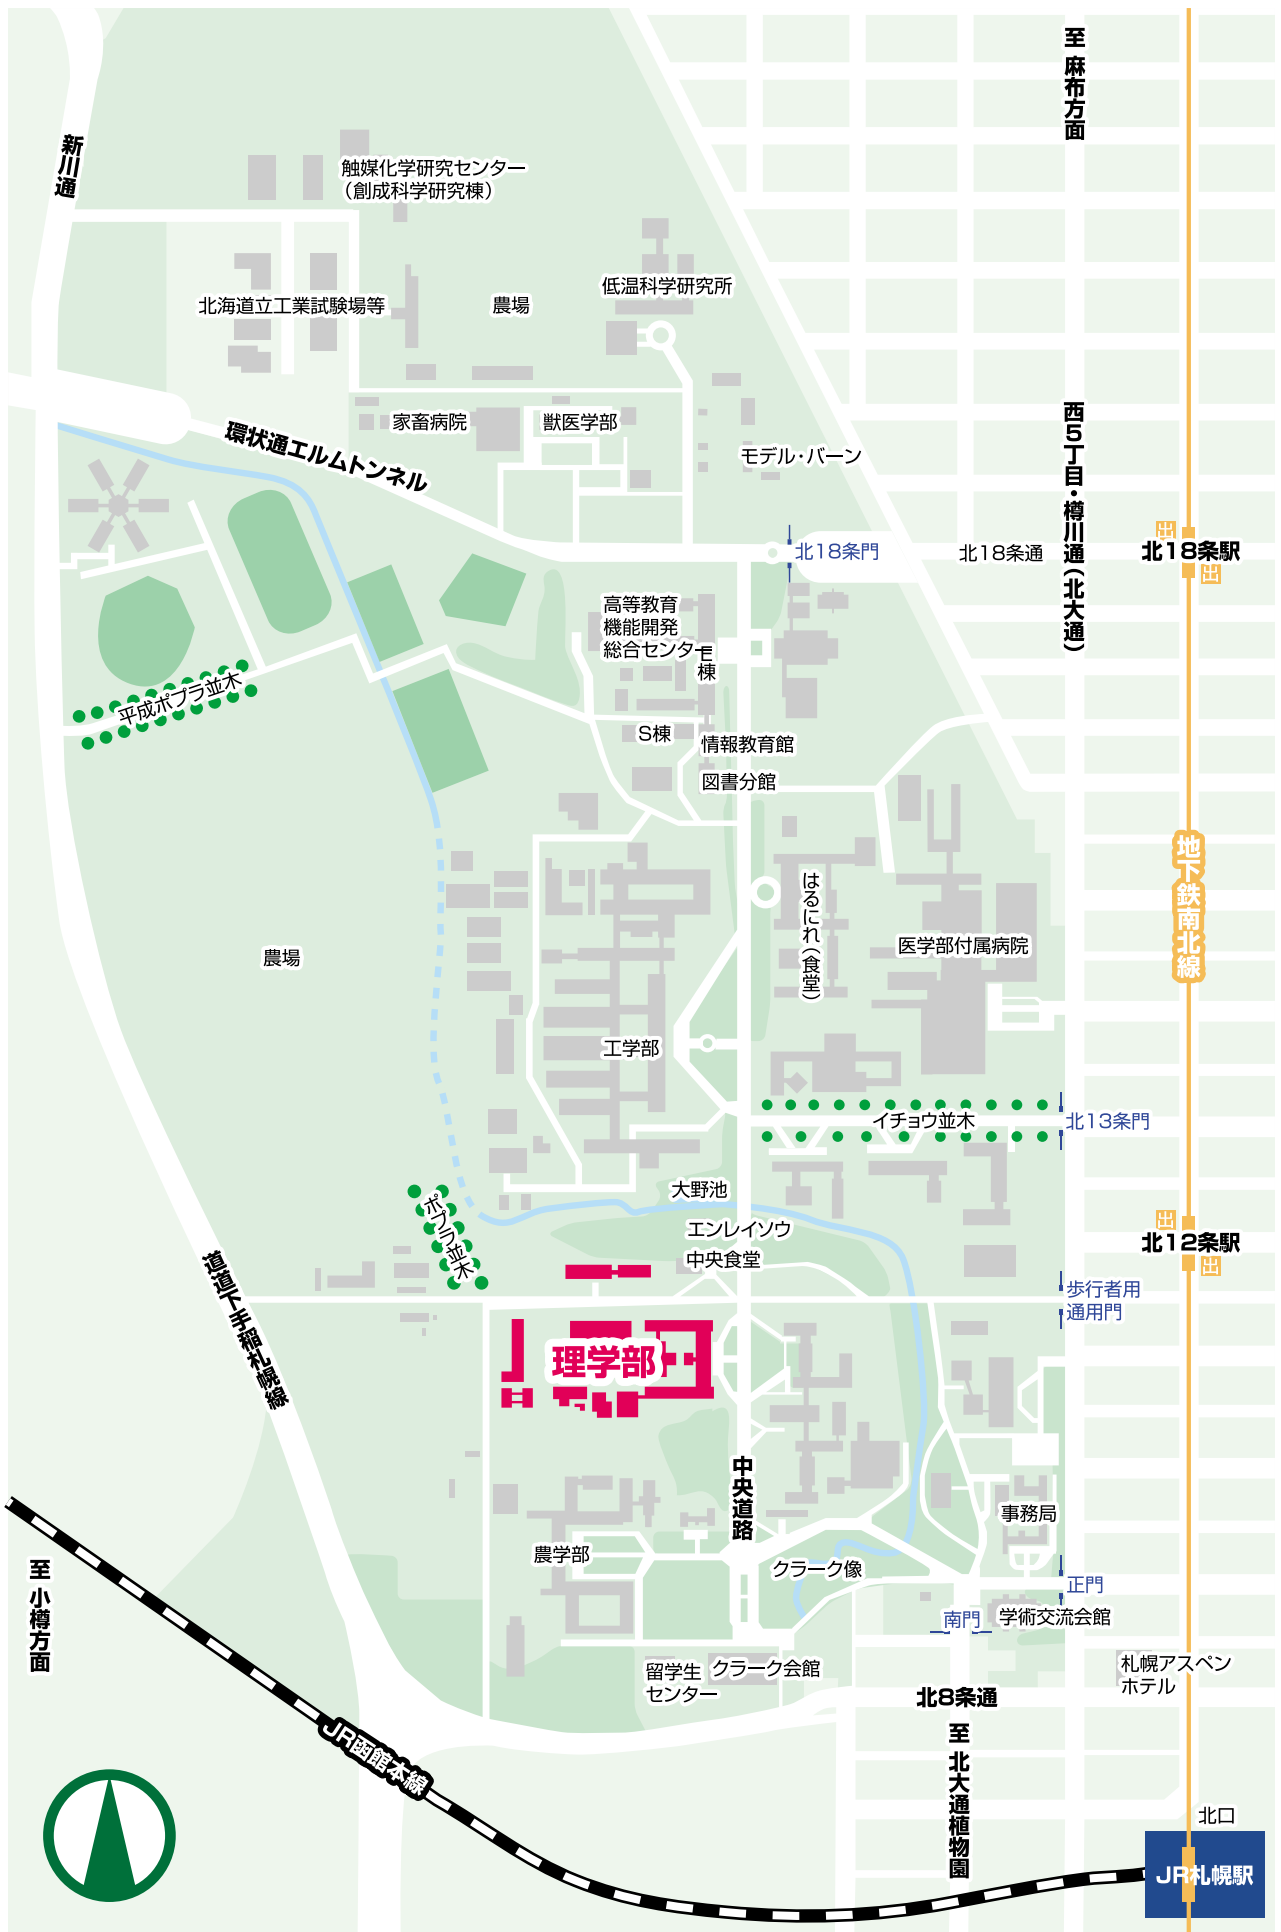 至 麻布方面
新川通
触媒化学研究センター
（創成科学研究棟）
低温科学研究所
北海道立工業試験場等
農場
家畜病院
獣医学部
環状通エルムトンネル
モデル・バーン
西5丁目・樽川通（北大通）
出
北18条門
北18条通
北18条駅
出
高等教育
機能開発
総合センター
E棟
平成ポプラ並木
S棟
情報教育館
図書分館
地下鉄南北線
はるにれ（食堂）
医学部付属病院
農場
工学部
イチョウ並木
北13条門
大野池
ポプラ並木
エンレイソウ
中央食堂
出
北12条駅
出
道道下手稲札幌線
歩行者用
通用門
理学部
中央道路
事務局
農学部
クラーク像
正門
至 小樽方面
南門
学術交流会館
留学生
センター
クラーク会館
札幌アスペン
ホテル
北8条通
至 北大通植物園
JR函館本線
北口
JR札幌駅